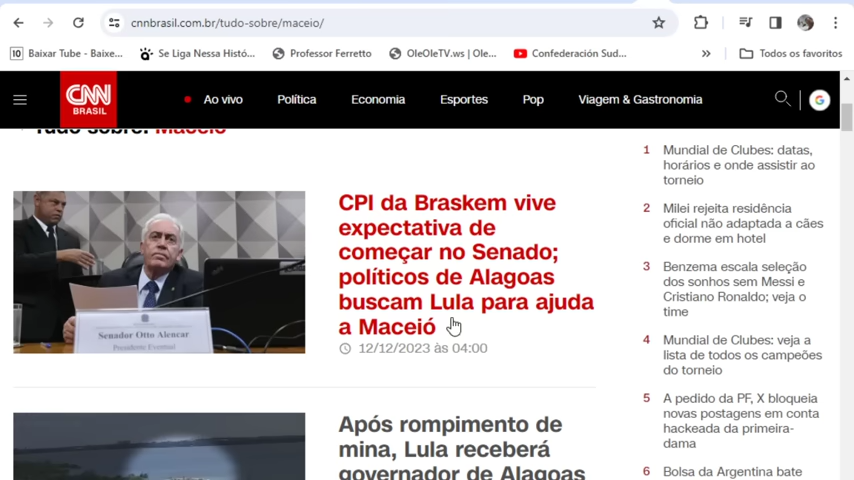 cnnbrasil.com.br/tudo-sobre/maceio/
10 Baixar Tube - Baixe...
Se Liga Nessa Histó...
Professor Ferretto
OleOleTV.ws | Ole...
Confederación Sud...
»
Todos os favoritos
CNN
BRASIL
Ao vivo
Política
Economia
Esportes
Pop
Viagem & Gastronomia
G
Tudo sobre: Maceió
CPI da Braskem vive
expectativa de
começar no Senado;
políticos de Alagoas
buscam Lula para ajuda
a Maceió
12/12/2023 às 04:00
Senador Otto Alencar
Presidente Eventual
Após rompimento de
mina, Lula receberá
governador de Alagoas
1 Mundial de Clubes: datas,
horários e onde assistir ao
torneio
2 Milei rejeita residência
oficial não adaptada a cães
e dorme em hotel
3 Benzema escala seleção
dos sonhos sem Messi e
Cristiano Ronaldo; veja o
time
4 Mundial de Clubes: veja a
lista de todos os campeões
do torneio
5 A pedido da PF, X bloqueia
novas postagens em conta
hackeada da primeira-
dama
6 Bolsa da Argentina bate